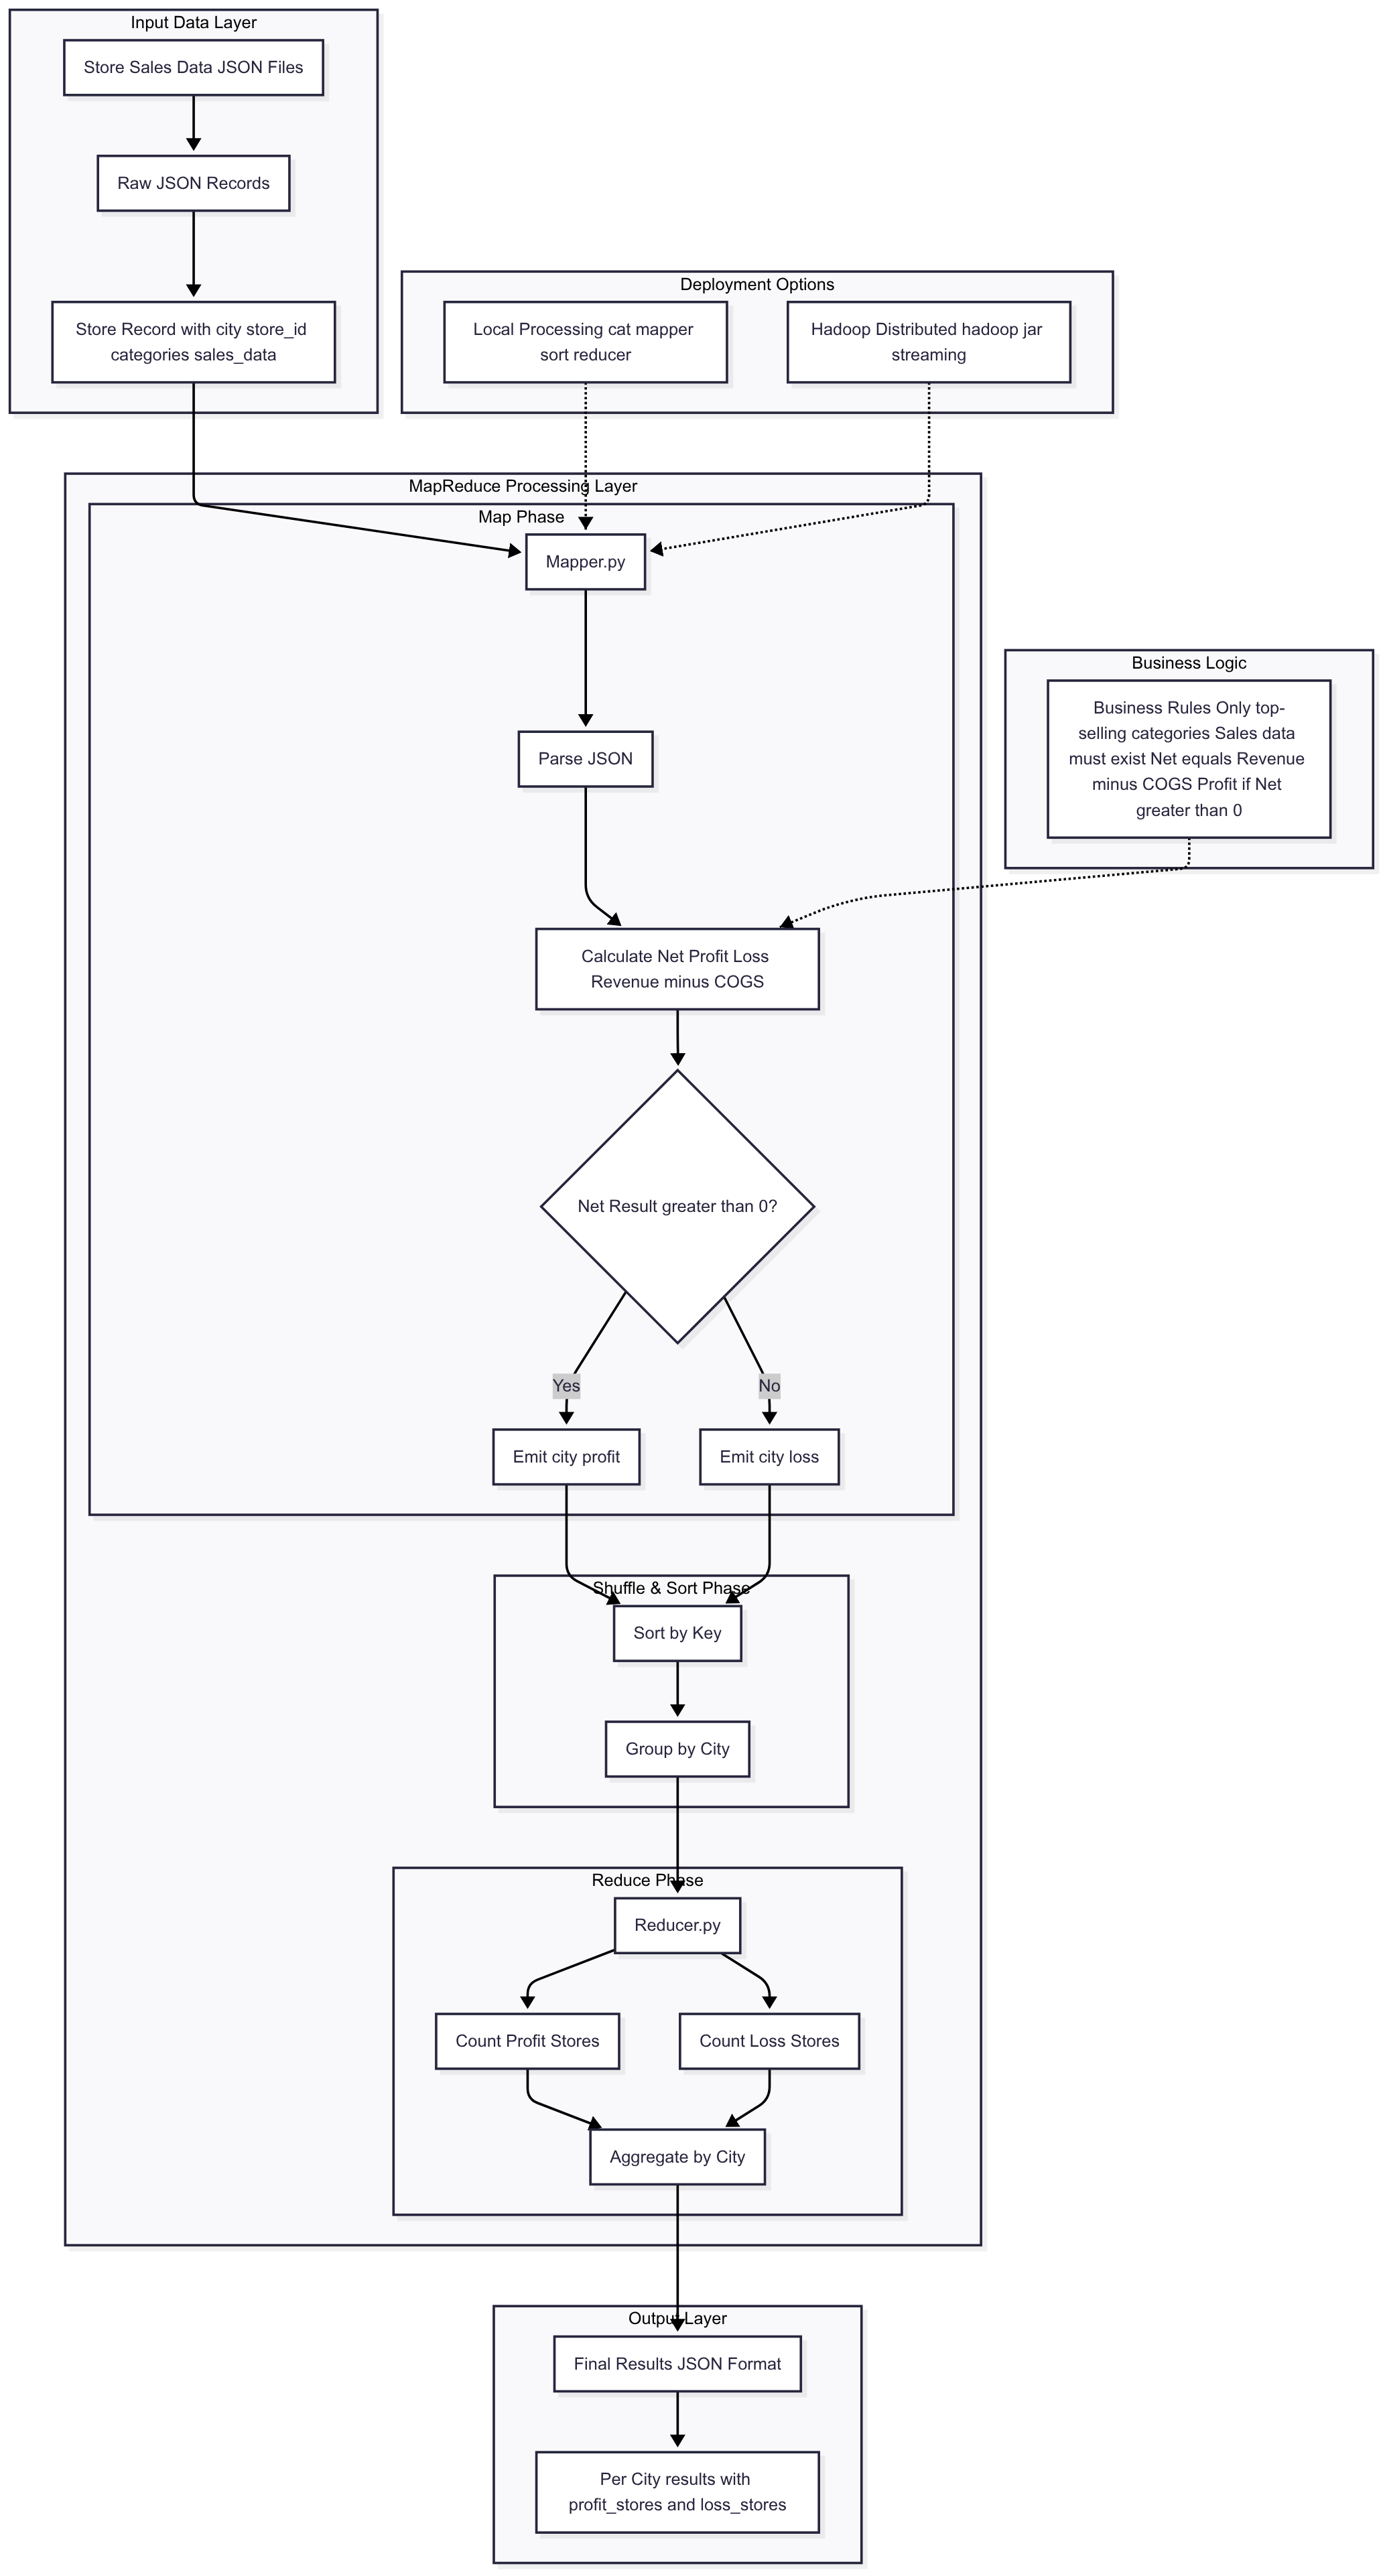 Input Data Layer
Store Sales Data JSON Files
Raw JSON Records
Store Record with city store_id
categories sales_data
Deployment Options
Local Processing cat mapper
sort reducer
Hadoop Distributed hadoop jar
streaming
MapReduce Processing Layer
Map Phase
Mapper.py
Parse JSON
Business Logic
Business Rules Only top-
selling categories Sales data
must exist Net equals Revenue
minus COGS Profit if Net
greater than 0
Calculate Net Profit Loss
Revenue minus COGS
Net Result greater than 0?
Yes
No
Emit city profit
Emit city loss
Shuffle & Sort Phase
Sort by Key
Group by City
Reduce Phase
Reducer.py
Count Profit Stores
Count Loss Stores
Aggregate by City
Output Layer
Final Results JSON Format
Per City results with
profit_stores and loss_stores